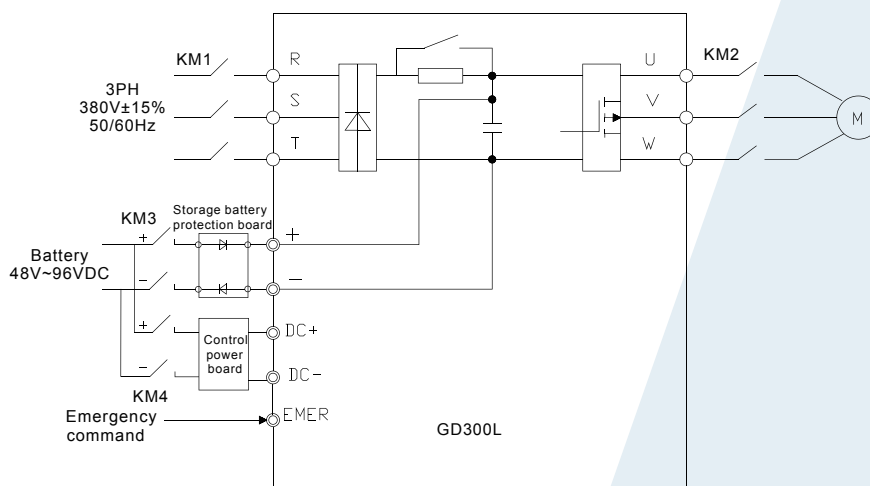 KM1
R
U
KM2
3PH
380V±15%
50/60Hz
S
V
M
T
W
KM3
Storage battery
protection board
+
+
Battery
48V~96VDC
−
−
+
Control
power
board
DC+
−
DC−
KM4
Emergency
command
EMER
GD300L